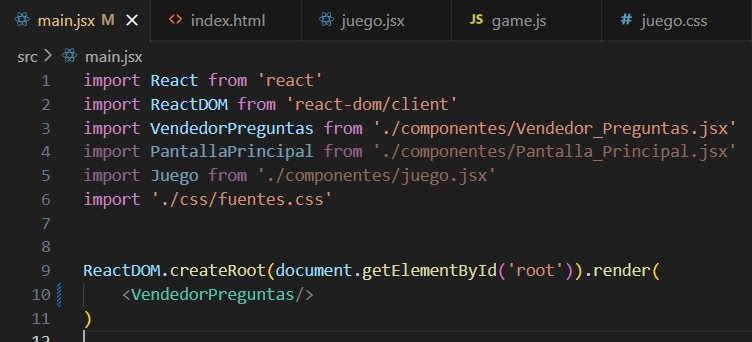 main.jsx M index.html juego.jsx JS game.js # juego.css
src > main.jsx
1 import React from 'react'
2 import ReactDOM from 'react-dom/client'
3 import VendedorPreguntas from './componentes/Vendedor_Preguntas.jsx'
4 import PantallaPrincipal from './componentes/Pantalla_Principal.jsx'
5 import Juego from './componentes/juego.jsx'
6 import './css/fuentes.css'
7
8
9 ReactDOM.createRoot(document.getElementById('root')).render(
10 <VendedorPreguntas/>
11 )
12